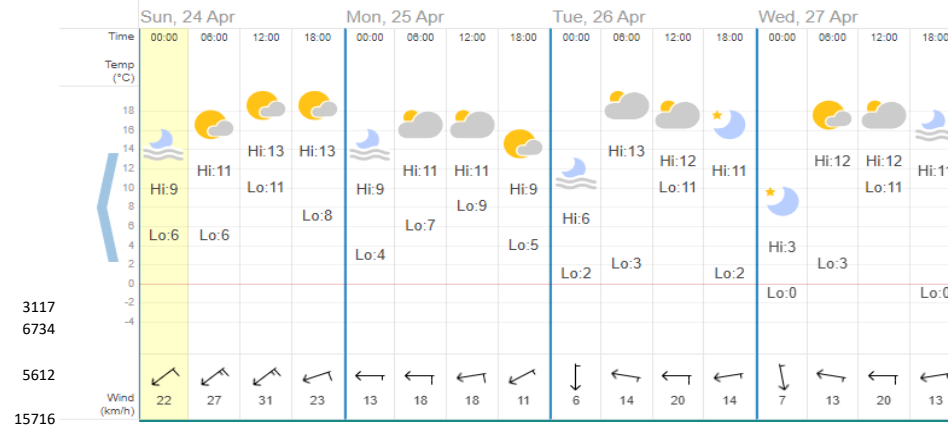 Sun, 24 Apr Mon, 25 Apr Tue, 26 Apr Wed, 27 Apr
Time 00:00 06:00 12:00 18:00 00:00 06:00 12:00 18:00 00:00 06:00 12:00 18:00 00:00 06:00 12:00 18:00
Temp
(°C)
18
16
14 Hi:13 Hi:13 Hi:13
12 Hi:11 Hi:11 Hi:11 Hi:12 Hi:11 Hi:12 Hi:12 Hi:11
10 Hi:9 Lo:11 Hi:9 Hi:9 Lo:11 Lo:11
8 Lo:8 Lo:9
6 Lo:7 Hi:6
4 Lo:6 Lo:6 Lo:5 Hi:3
2 Lo:4 Lo:3 Lo:3
0 Lo:2 Lo:2
-2 Lo:0 Lo:0
-4
3117
6734
5612
Wind
(km/h) 22 27 31 23 13 18 18 11 6 14 20 14 7 13 20 13
15716